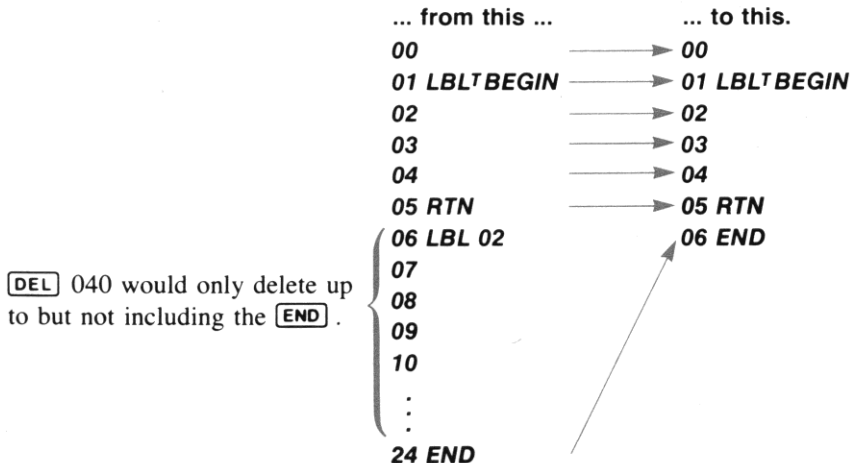 ... from this ... ... to this.
00 00
01 LBLᵀBEGIN 01 LBLᵀBEGIN
02 02
03 03
04 04
05 RTN 05 RTN
06 LBL 02 06 END
07
DEL 040 would only delete up
08
to but not including the END .
09
10
.
.
.
24 END